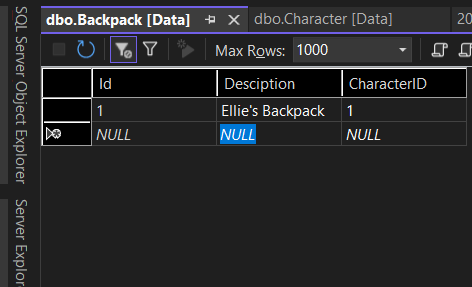 SQL Server Object Explorer
Server Explor
dbo.Backpack [Data]
dbo.Character [Data]
20
Max Rows: 1000
Id Desciption CharacterID
1 Ellie's Backpack 1
NULL NULL NULL